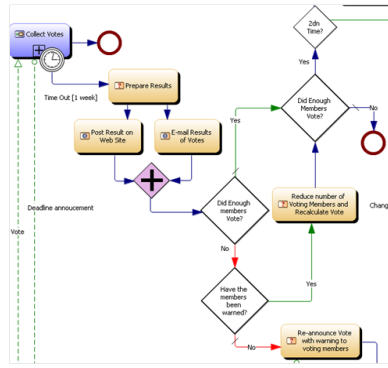 Collect Votes
2dn
Time?
Yes
Time Out [1 week]
Prepare Results
Did Enough
Members
Vote?
No
Post Result on
Web Site
E-mail Results
of Votes
Yes
Did Enough
members
Vote?
Reduce number of
Voting Members and
Recalculate Vote
Deadline annoucement
Chang
Vote
No
Have the
members
been
warned?
Yes
No
Re-announce Vote
with warning to
voting members